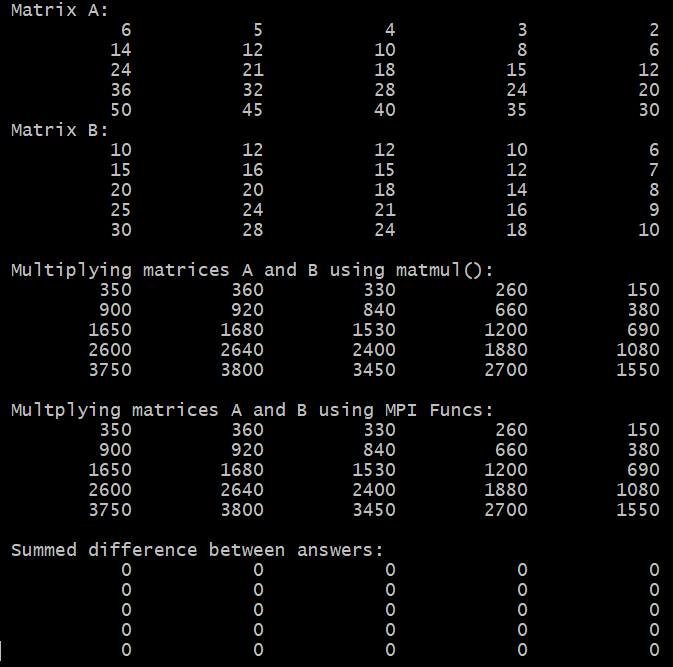 Matrix A:
6 5 4 3 2
14 12 10 8 6
24 21 18 15 12
36 32 28 24 20
50 45 40 35 30
Matrix B:
10 12 12 10 6
15 16 15 12 7
20 20 18 14 8
25 24 21 16 9
30 28 24 18 10
Multiplying matrices A and B using matmul():
350 360 330 260 150
900 920 840 660 380
1650 1680 1530 1200 690
2600 2640 2400 1880 1080
3750 3800 3450 2700 1550
Multplying matrices A and B using MPI Funcs:
350 360 330 260 150
900 920 840 660 380
1650 1680 1530 1200 690
2600 2640 2400 1880 1080
3750 3800 3450 2700 1550
Summed difference between answers:
0 0 0 0 0
0 0 0 0 0
0 0 0 0 0
0 0 0 0 0
0 0 0 0 0